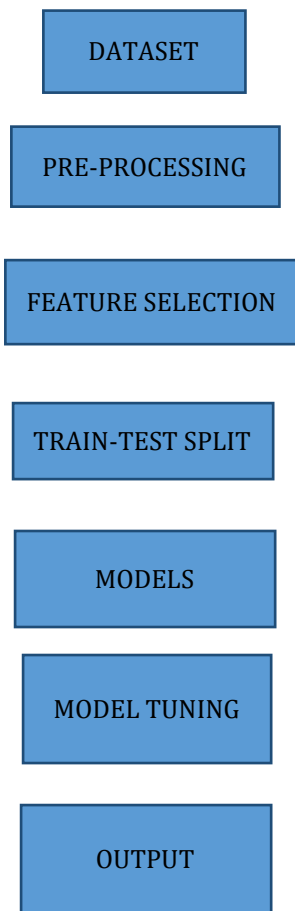 DATASET
PRE-PROCESSING
FEATURE SELECTION
TRAIN-TEST SPLIT
MODELS
MODEL TUNING
OUTPUT